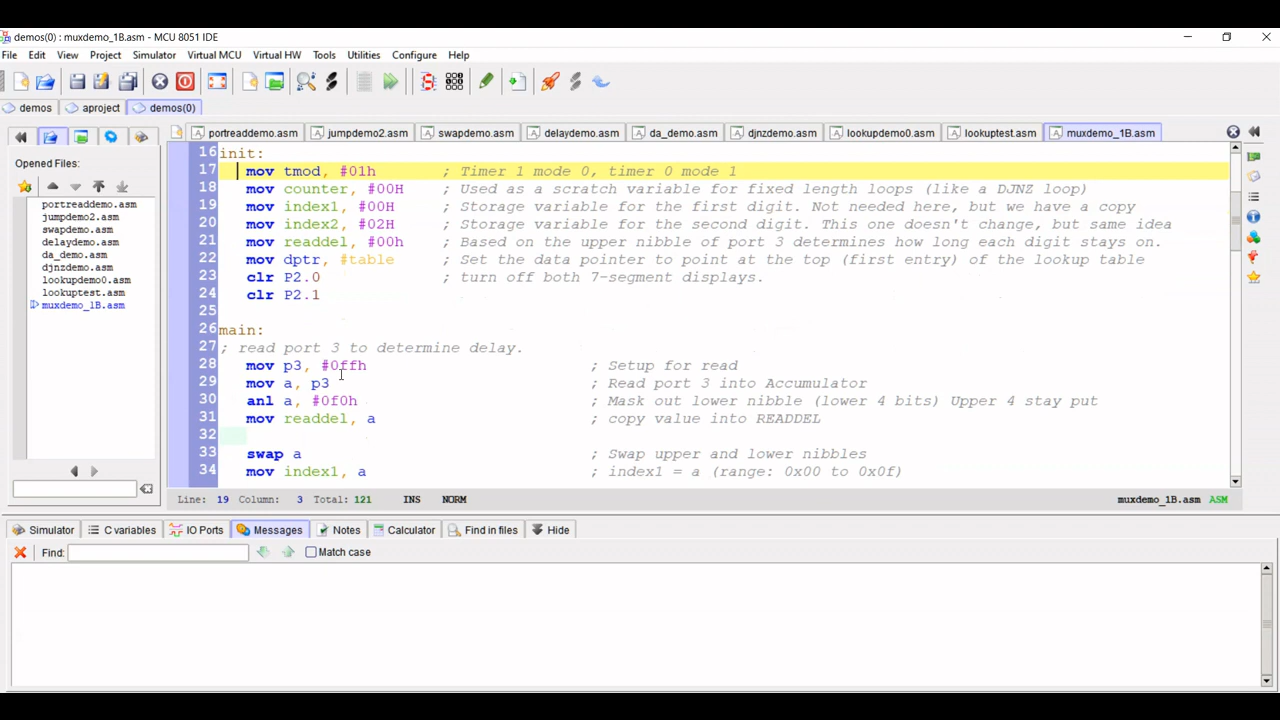 demos(0) : muxdemo_1B.asm - MCU 8051 IDE
File Edit View Project Simulator Virtual MCU Virtual HW Tools Utilities Configure Help
demos aproject demos(0)
portreaddemo.asm jumpdemo2.asm swapdemo.asm delaydemo.asm da_demo.asm djnzdemo.asm lookupdemo0.asm lookuptest.asm muxdemo_1B.asm
Opened Files:
portreaddemo.asm
jumpdemo2.asm
swapdemo.asm
delaydemo.asm
da_demo.asm
djnzdemo.asm
lookupdemo0.asm
lookuptest.asm
muxdemo_1B.asm
16 init:
17 mov tmod, #01h ; Timer 1 mode 0, timer 0 mode 1
18 mov counter, #00H ; Used as a scratch variable for fixed length loops (like a DJNZ loop)
19 mov index1, #00H ; Storage variable for the first digit. Not needed here, but we have a copy
20 mov index2, #02H ; Storage variable for the second digit. This one doesn't change, but same idea
21 mov readdel, #00h ; Based on the upper nibble of port 3 determines how long each digit stays on.
22 mov dptr, #table ; Set the data pointer to point at the top (first entry) of the lookup table
23 clr P2.0 ; turn off both 7-segment displays.
24 clr P2.1
25
26 main:
27 ; read port 3 to determine delay.
28 mov p3, #0ffh ; Setup for read
29 mov a, p3 ; Read port 3 into Accumulator
30 anl a, #0f0h ; Mask out lower nibble (lower 4 bits) Upper 4 stay put
31 mov readdel, a ; copy value into READDEL
32
33 swap a ; Swap upper and lower nibbles
34 mov index1, a ; index1 = a (range: 0x00 to 0x0f)
Line: 19 Column: 3 Total: 121 INS NORM muxdemo_1B.asm ASM
Simulator C variables IO Ports Messages Notes Calculator Find in files Hide
Find: Match case